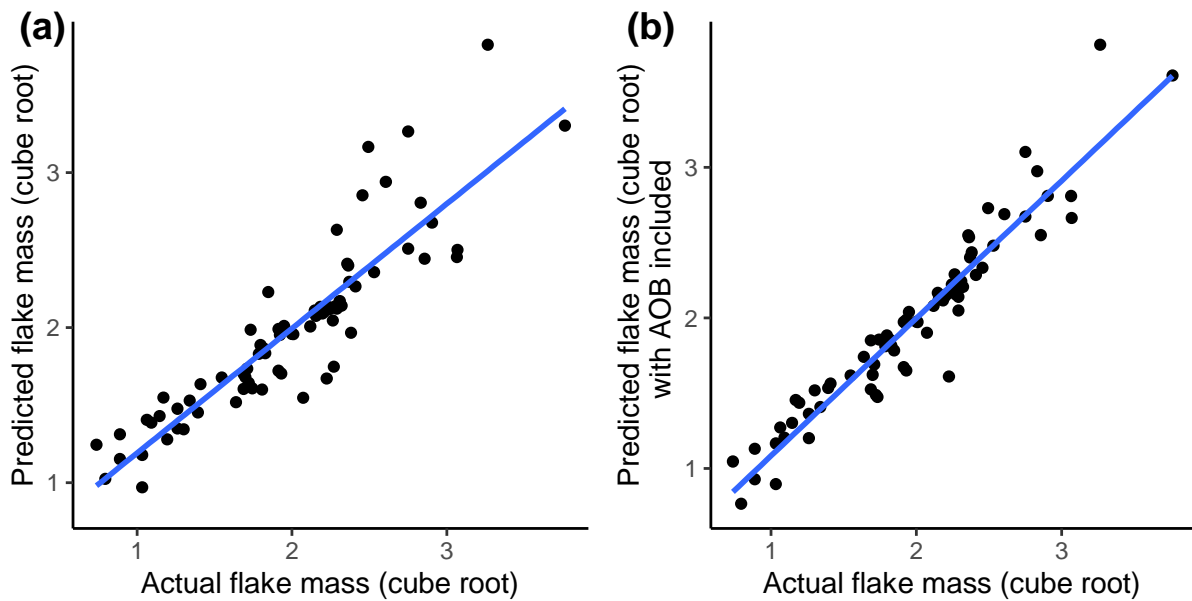 (a)
Predicted flake mass (cube root)
3
2
1
1 2 3
Actual flake mass (cube root)
(b)
Predicted flake mass (cube root)
with AOB included
3
2
1
1 2 3
Actual flake mass (cube root)